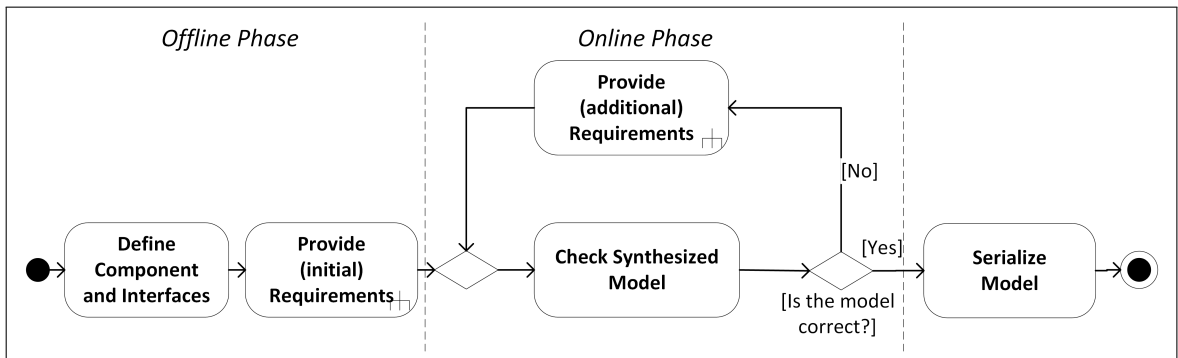 Offline Phase
Online Phase
Provide
(additional)
Requirements
[No]
Define
Component
and Interfaces
Provide
(initial)
Requirements
Check Synthesized
Model
[Yes]
[Is the model
correct?]
Serialize
Model